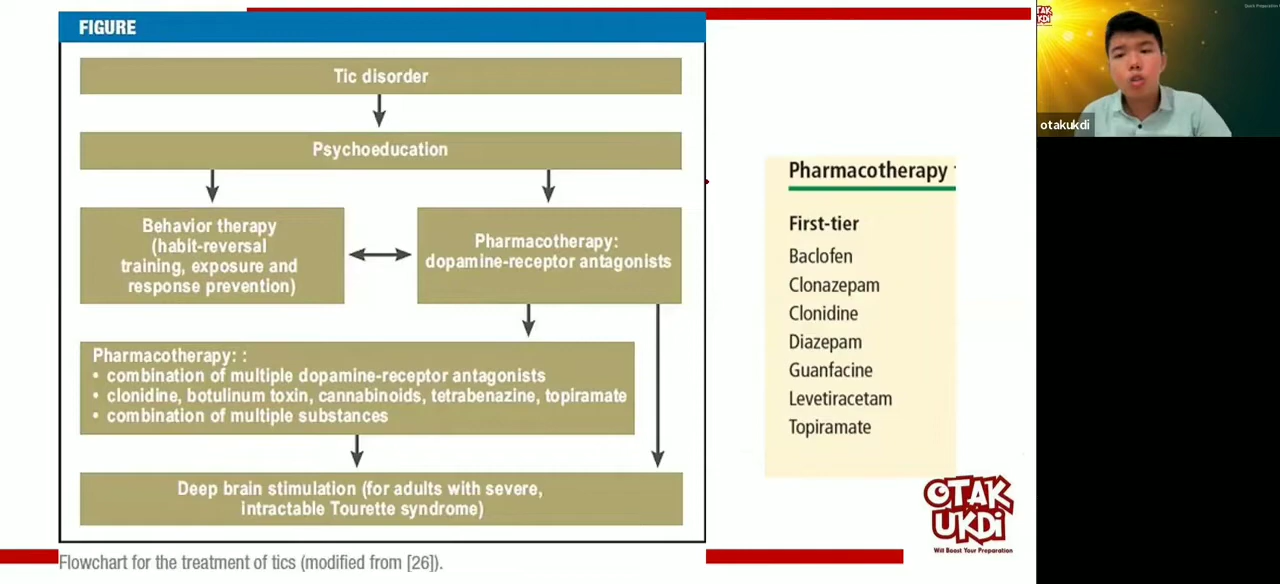 FIGURE
Tic disorder
Psychoeducation
Behavior therapy
(habit-reversal
training, exposure and
response prevention)
Pharmacotherapy:
dopamine-receptor antagonists
Pharmacotherapy: :
• combination of multiple dopamine-receptor antagonists
• clonidine, botulinum toxin, cannabinoids, tetrabenazine, topiramate
• combination of multiple substances
Deep brain stimulation (for adults with severe,
intractable Tourette syndrome)
Flowchart for the treatment of tics (modified from [26]).
Pharmacotherapy
First-tier
Baclofen
Clonazepam
Clonidine
Diazepam
Guanfacine
Levetiracetam
Topiramate
OTAK
UKDI
Will Boost Your Preparation
OTAK
UKDI
otakukdi